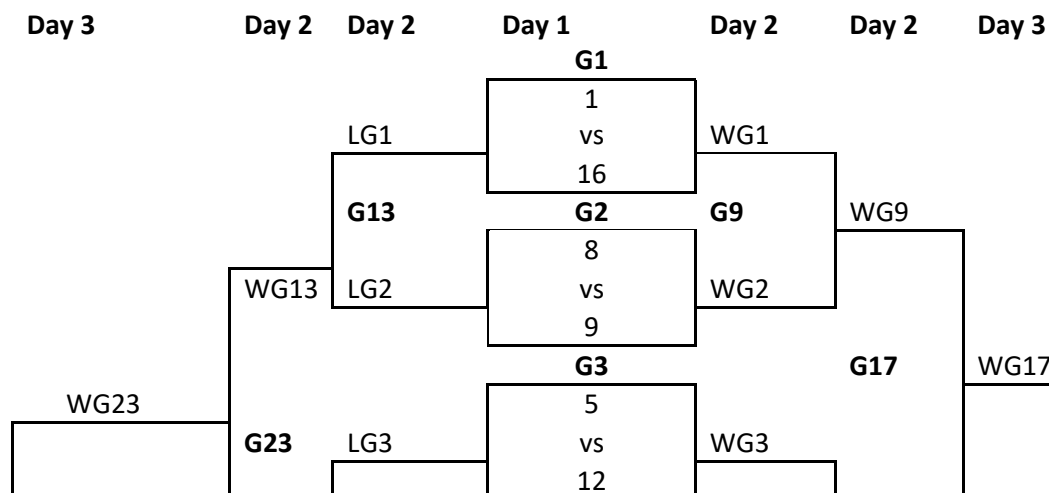 Day 3 Day 2 Day 2 Day 1 Day 2 Day 2 Day 3
G1
1
LG1 vs WG1
16
G13 G2 G9 WG9
8
WG13 LG2 vs WG2
9
G3 G17 WG17
WG23 5
G23 LG3 vs WG3
12